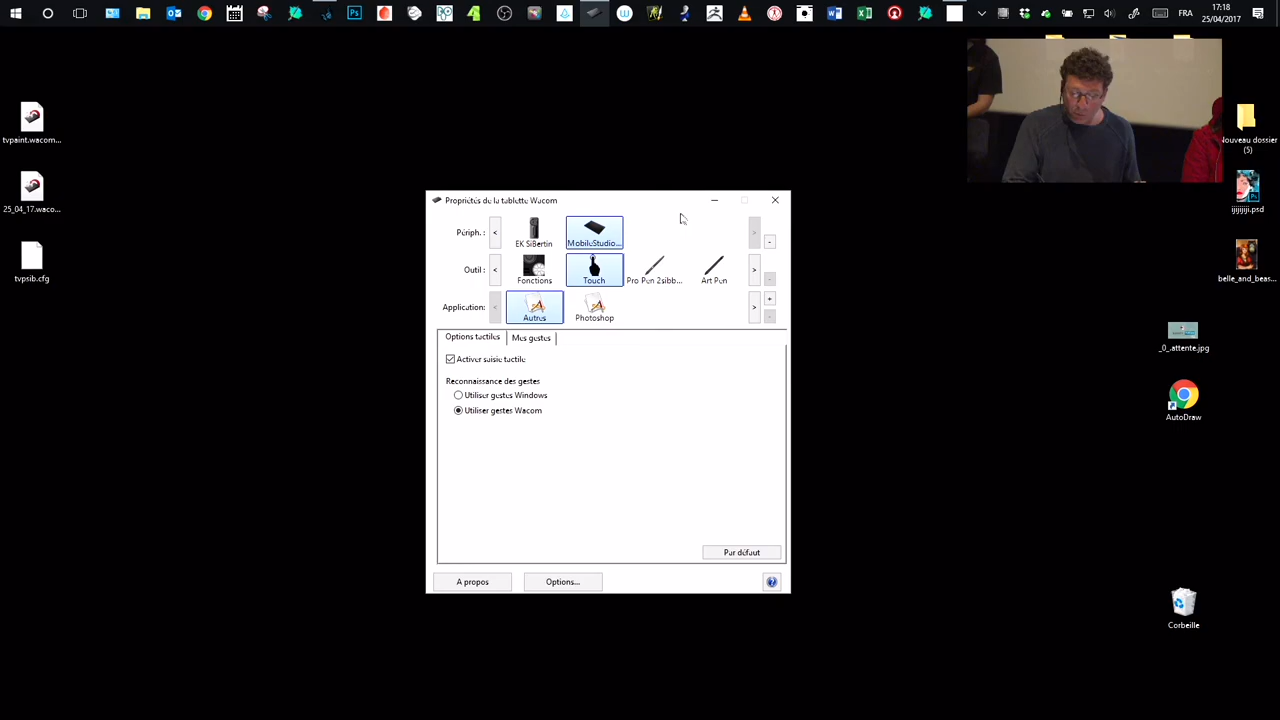 FRA
17:18
25/04/2017
tvpaint.wacom...
25_04_17.waco...
tvpsib.cfg
Nouveau dossier
(5)
jijijijiji.psd
belle_and_beas...
_0_.attente.jpg
AutoDraw
Corbeille
Propriétés de la tablette Wacom
Périph. :
<
EK SiBertin
MobileStudio...
>
-
Outil :
<
Fonctions
Touch
Pro Pen 2sibb...
Art Pen
>
-
Application:
<
Autres
Photoshop
>
+
-
Options tactiles
Mes gestes
Activer saisie tactile
Reconnaissance des gestes
Utiliser gestes Windows
Utiliser gestes Wacom
Par défaut
A propos
Options...
?